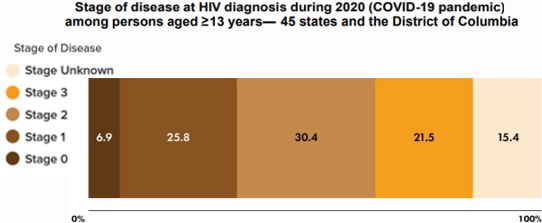 Stage of disease at HIV diagnosis during 2020 (COVID-19 pandemic)
among persons aged ≥13 years— 45 states and the District of Columbia
Stage of Disease
Stage Unknown
Stage 3
Stage 2
Stage 1
Stage 0
6.9 25.8 30.4 21.5 15.4
0% 100%